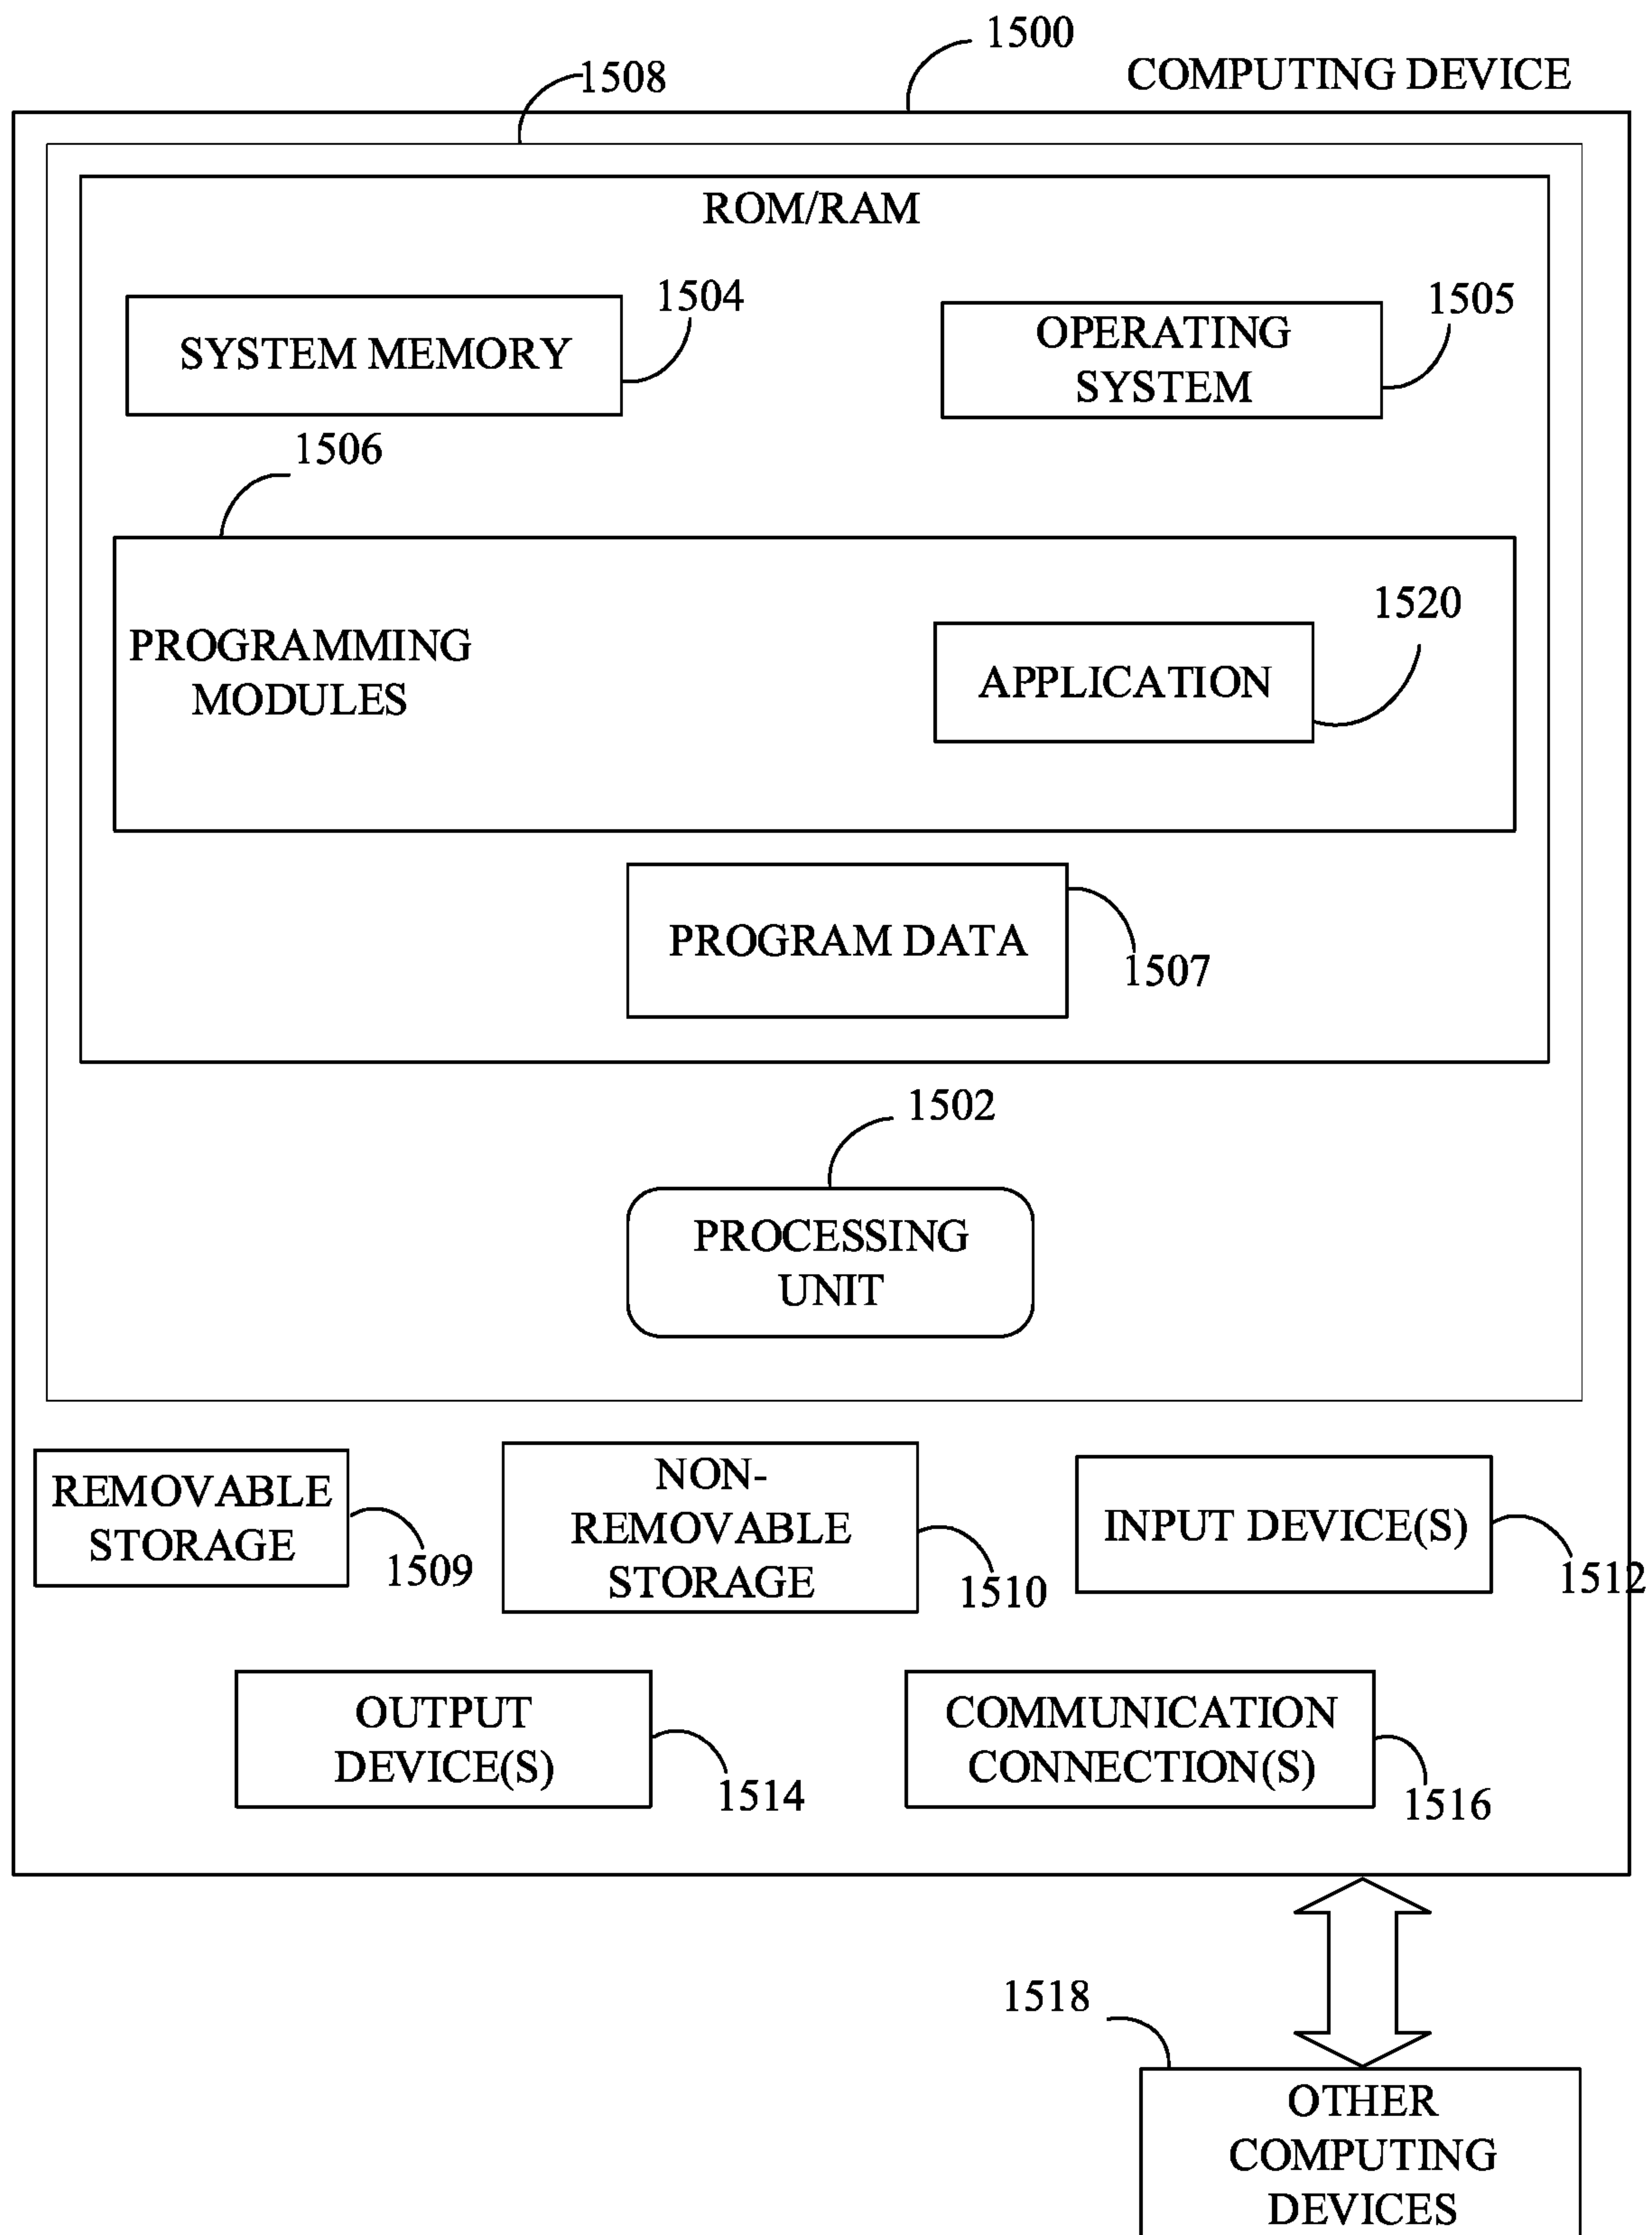 1500
COMPUTING DEVICE
1508
ROM/RAM
1504
SYSTEM MEMORY
1505
OPERATING
SYSTEM
1506
PROGRAMMING
MODULES
1520
APPLICATION
PROGRAM DATA
1507
1502
PROCESSING
UNIT
REMOVABLE
STORAGE
1509
NON-
REMOVABLE
STORAGE
1510
INPUT DEVICE(S)
1512
OUTPUT
DEVICE(S)
1514
COMMUNICATION
CONNECTION(S)
1516
1518
OTHER
COMPUTING
DEVICES